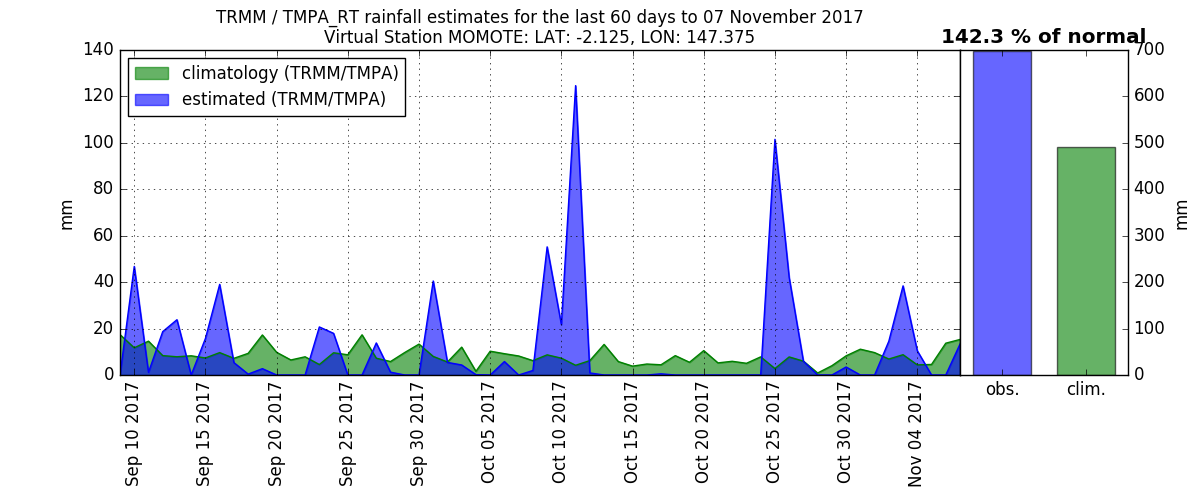 TRMM / TMPA_RT rainfall estimates for the last 60 days to 07 November 2017
Virtual Station MOMOTE: LAT: -2.125, LON: 147.375
142.3 % of normal
climatology (TRMM/TMPA)
estimated (TRMM/TMPA)
140
120
100
80
60
40
20
0
mm
Sep 10 2017
Sep 15 2017
Sep 20 2017
Sep 25 2017
Sep 30 2017
Oct 05 2017
Oct 10 2017
Oct 15 2017
Oct 20 2017
Oct 25 2017
Oct 30 2017
Nov 04 2017
obs.
clim.
700
600
500
400
300
200
100
0
mm